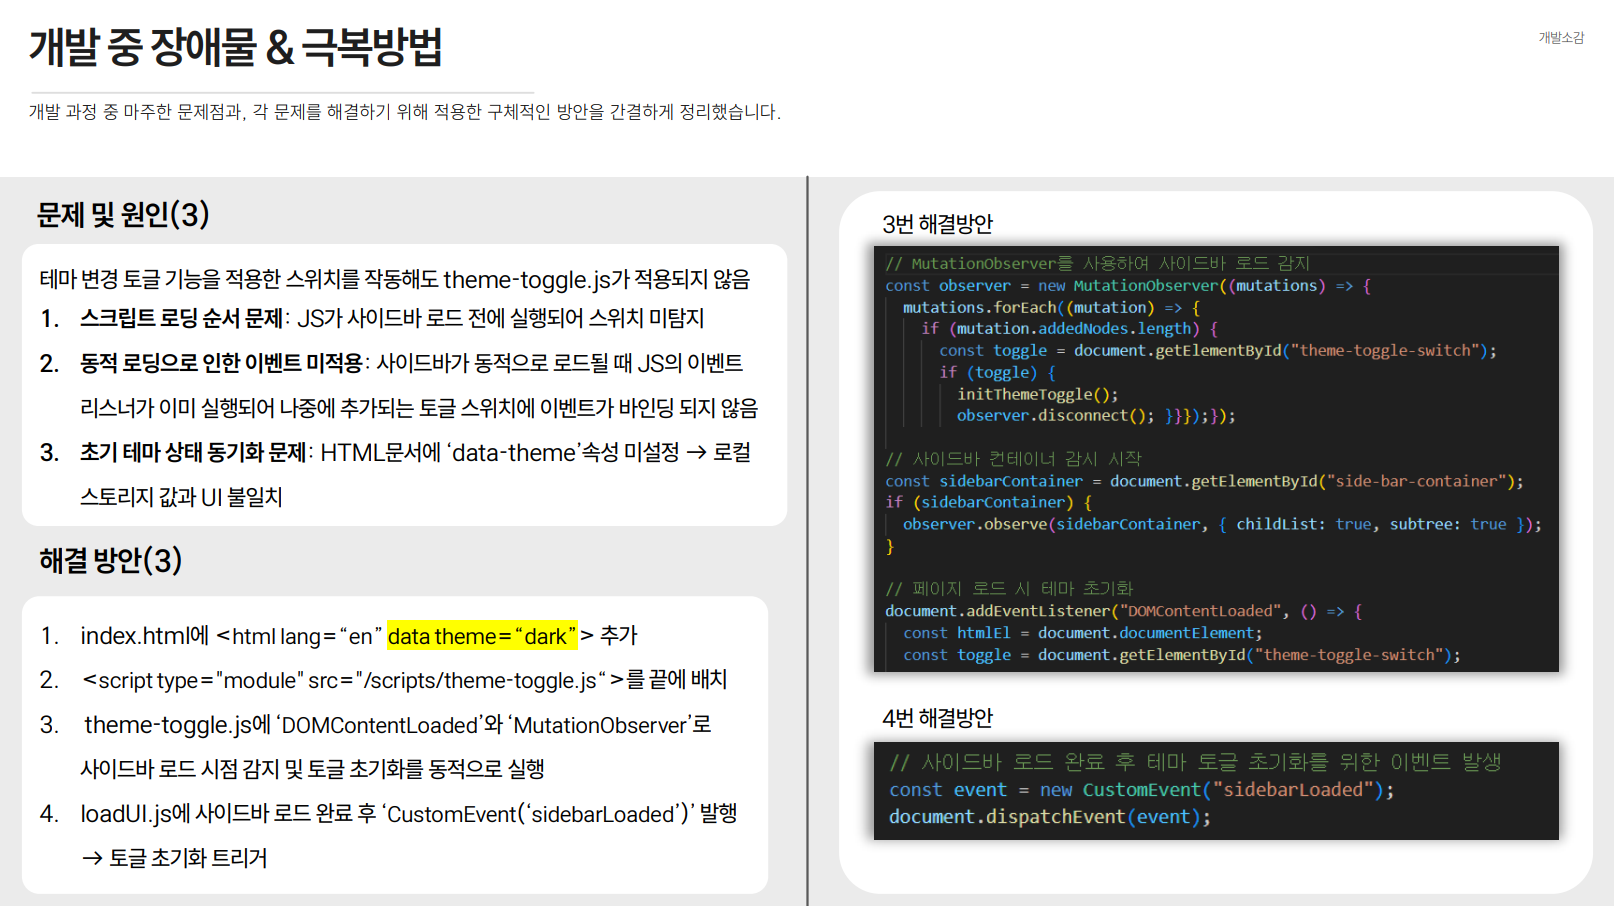 개발 중 장애물 & 극복방법
개발소감
개발 과정 중 마주한 문제점과, 각 문제를 해결하기 위해 적용한 구체적인 방안을 간결하게 정리했습니다.
문제 및 원인(3)
테마 변경 토글 기능을 적용한 스위치를 작동해도 theme-toggle.js가 적용되지 않음
1. 스크립트 로딩 순서 문제: JS가 사이드바 로드 전에 실행되어 스위치 미탐지
2. 동적 로딩으로 인한 이벤트 미적용: 사이드바가 동적으로 로드될 때 JS의 이벤트
리스너가 이미 실행되어 나중에 추가되는 토글 스위치에 이벤트가 바인딩 되지 않음
3. 초기 테마 상태 동기화 문제: HTML문서에 ‘data-theme’속성 미설정 → 로컬
스토리지 값과 UI 불일치
해결 방안(3)
1. index.html에 <html lang=“en” data theme=“dark”> 추가
2. <script type="module" src="/scripts/theme-toggle.js“>를 끝에 배치
3. theme-toggle.js에 ‘DOMContentLoaded’와 ‘MutationObserver’로
사이드바 로드 시점 감지 및 토글 초기화를 동적으로 실행
4. loadUI.js에 사이드바 로드 완료 후 ‘CustomEvent(‘sidebarLoaded’)’ 발행
→ 토글 초기화 트리거
3번 해결방안
// MutationObserver를 사용하여 사이드바 로드 감지
const observer = new MutationObserver((mutations) => {
mutations.forEach((mutation) => {
if (mutation.addedNodes.length) {
const toggle = document.getElementById("theme-toggle-switch");
if (toggle) {
initThemeToggle();
observer.disconnect(); }}});});
// 사이드바 컨테이너 감시 시작
const sidebarContainer = document.getElementById("side-bar-container");
if (sidebarContainer) {
observer.observe(sidebarContainer, { childList: true, subtree: true });
}
// 페이지 로드 시 테마 초기화
document.addEventListener("DOMContentLoaded", () => {
const htmlEl = document.documentElement;
const toggle = document.getElementById("theme-toggle-switch");
4번 해결방안
// 사이드바 로드 완료 후 테마 토글 초기화를 위한 이벤트 발생
const event = new CustomEvent("sidebarLoaded");
document.dispatchEvent(event);